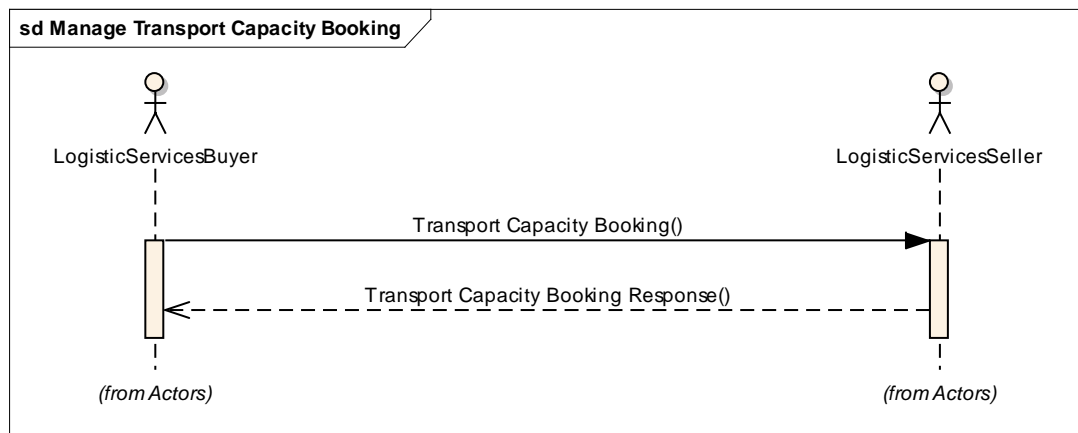 sd Manage Transport Capacity Booking
LogisticServicesBuyer
LogisticServicesSeller
Transport Capacity Booking()
Transport Capacity Booking Response()
(from Actors)
(from Actors)